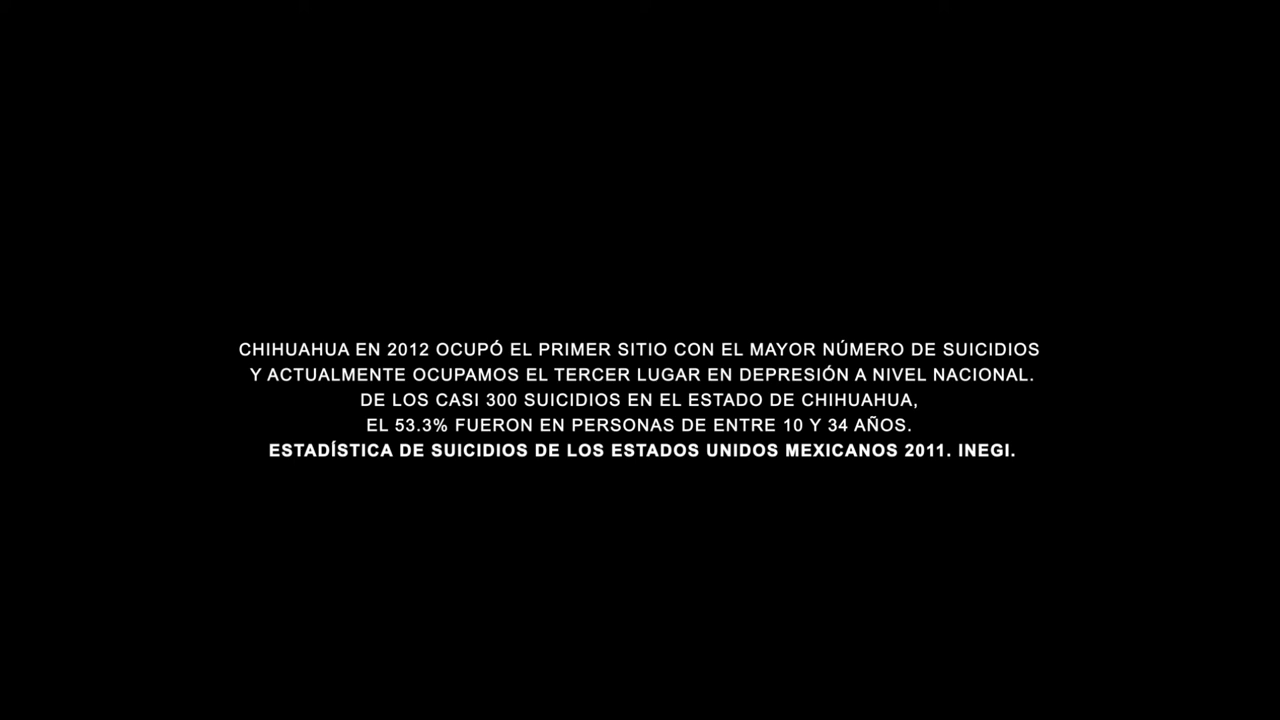 CHIHUAHUA EN 2012 OCUPÓ EL PRIMER SITIO CON EL MAYOR NÚMERO DE SUICIDIOS
Y ACTUALMENTE OCUPAMOS EL TERCER LUGAR EN DEPRESIÓN A NIVEL NACIONAL.
DE LOS CASI 300 SUICIDIOS EN EL ESTADO DE CHIHUAHUA,
EL 53.3% FUERON EN PERSONAS DE ENTRE 10 Y 34 AÑOS.
ESTADÍSTICA DE SUICIDIOS DE LOS ESTADOS UNIDOS MEXICANOS 2011. INEGI.